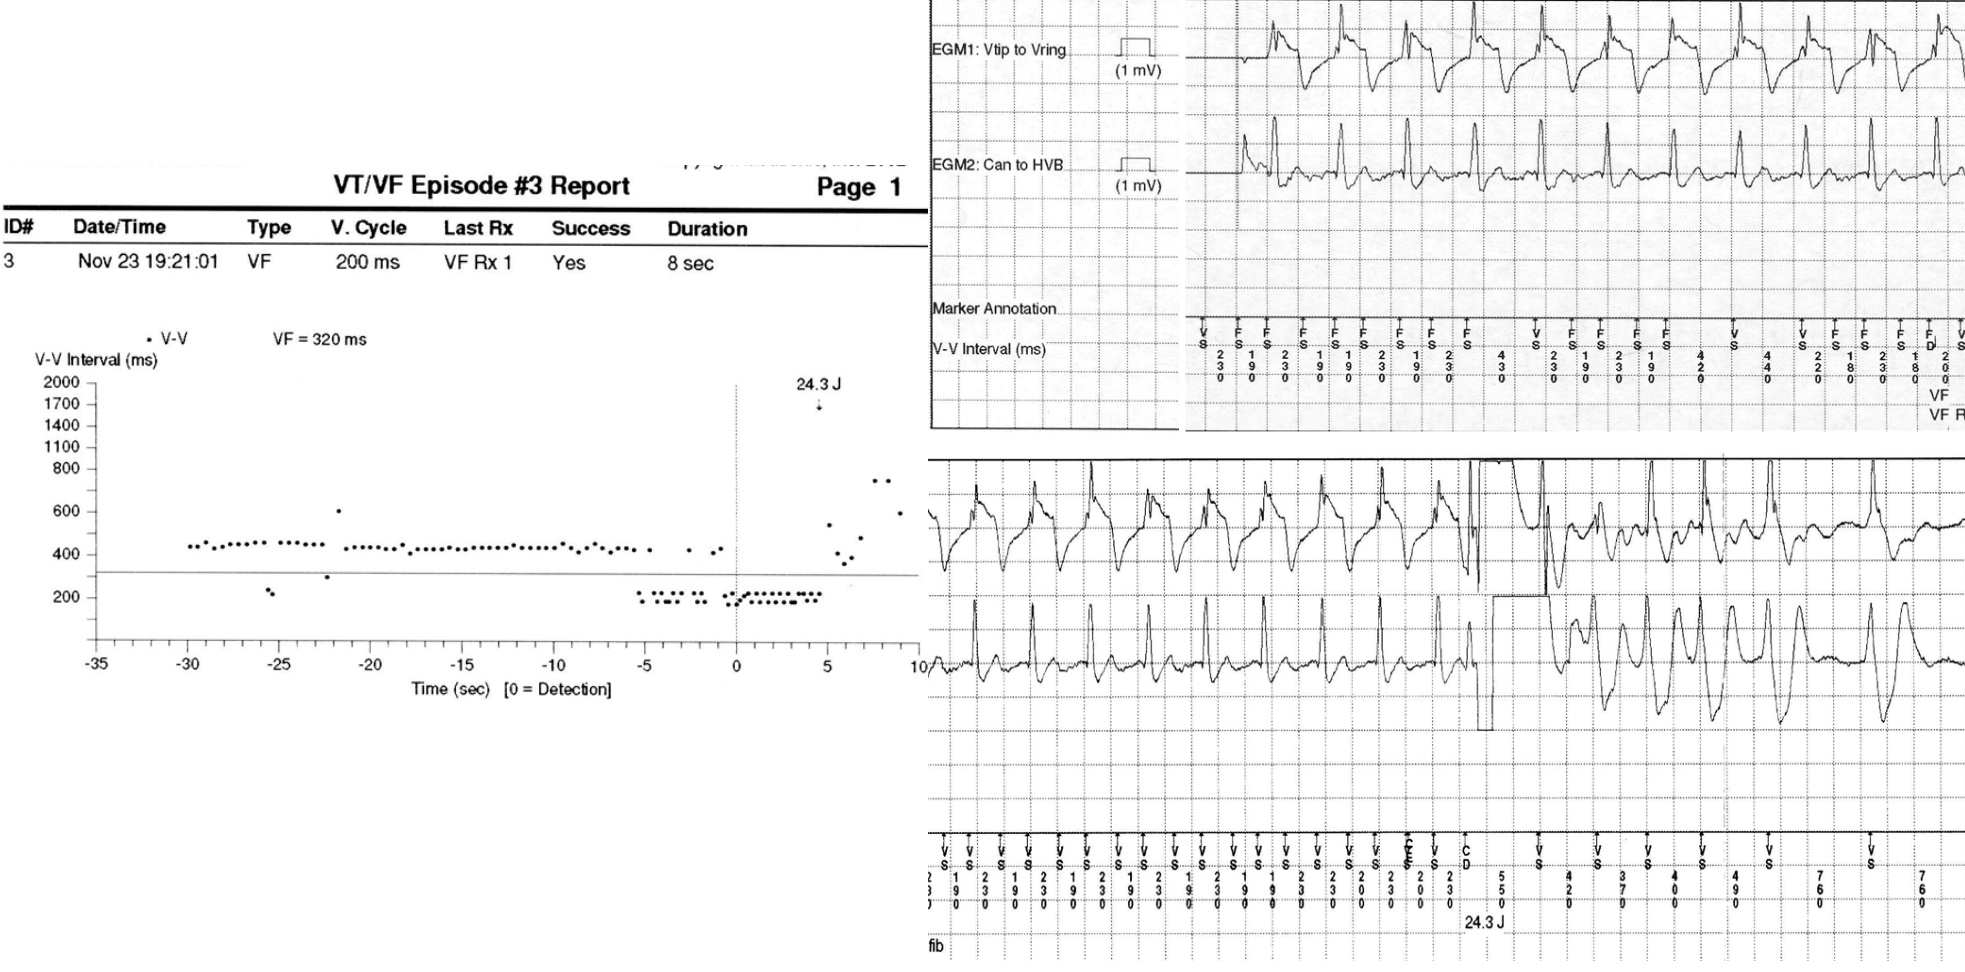 VT/VF Episode #3 Report Page 1
ID# Date/Time Type V. Cycle Last Rx Success Duration
3 Nov 23 19:21:01 VF 200 ms VF Rx 1 Yes 8 sec
V-V VF = 320 ms
V-V Interval (ms)
24.3 J
2000
1700
1400
1100
800
600
400
200
-35 -30 -25 -20 -15 -10 -5 0 5 10
Time (sec) [0 = Detection]
EGM1: Vtip to Vring
(1 mV)
EGM2: Can to HVB
(1 mV)
Marker Annotation
V-V Interval (ms)
VS FS FS FS FS FS FS FS FS VS FS FS FS FS VS VS FS FS FS FD VS
230 190 230 190 190 230 190 230 430 230 190 230 190 420 440 220 180 230 180 200
VF
VF R
VS VS VS VS VS VS VS VS VS VS VS VS VS VS VS VS VS CD VS VS VS VS VS VS
190 230 190 230 190 230 190 230 190 230 190 190 230 230 200 230 200 230 550 420 370 400 490 760 760
24.3 J
fib